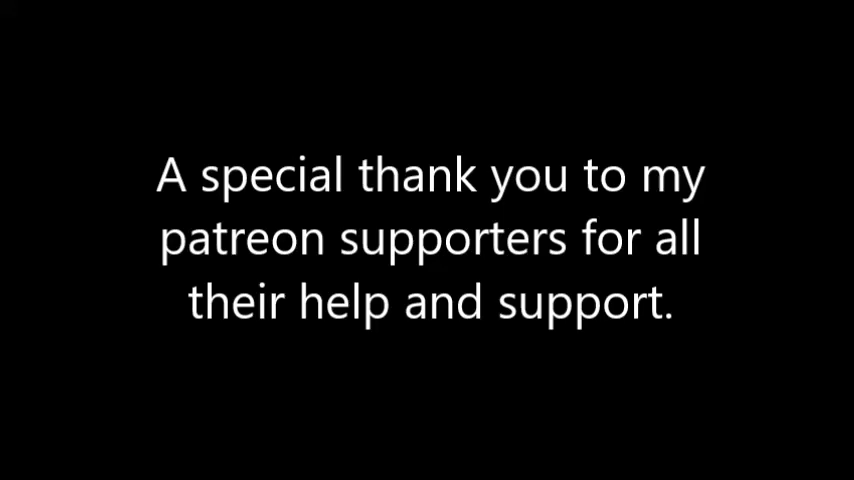 A special thank you to my
patreon supporters for all
their help and support.